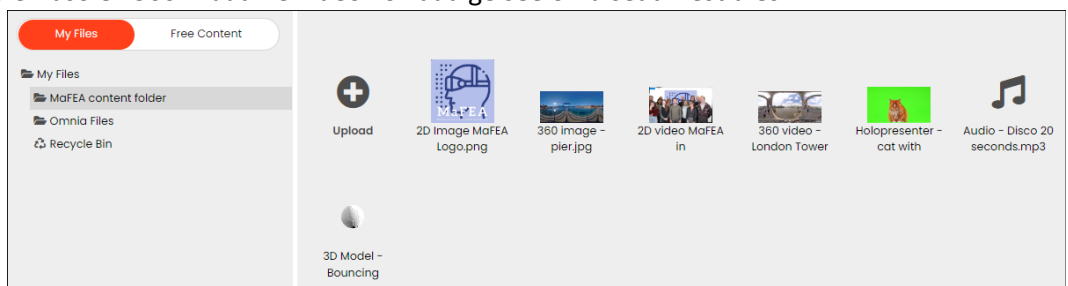 My Files
Free Content
My Files
MaFEA content folder
Omnia Files
Recycle Bin
MaFEA
Upload
2D Image MaFEA
Logo.png
360 image -
pier.jpg
2D video MaFEA
in
360 video -
London Tower
Holopresenter -
cat with
Audio - Disco 20
seconds.mp3
3D Model -
Bouncing